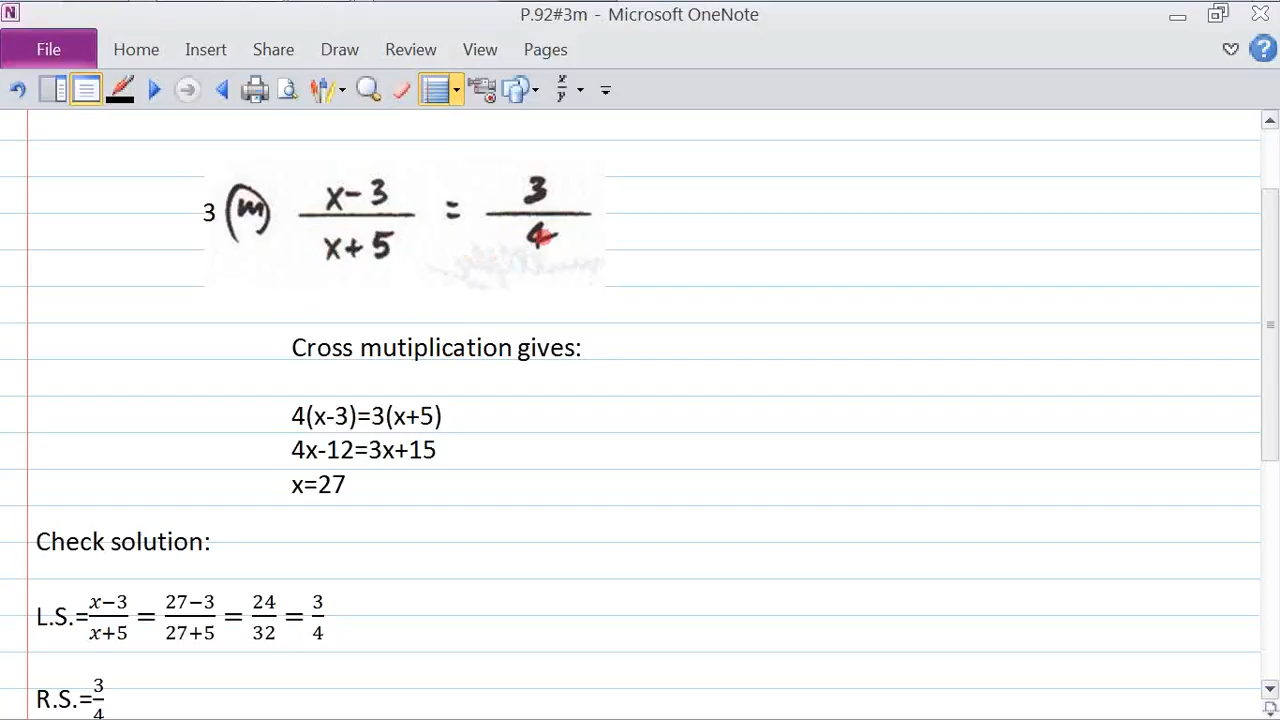 P.92#3m - Microsoft OneNote
File Home Insert Share Draw Review View Pages
3 (m) x-3/x+5 = 3/4
Cross mutiplication gives:
4(x-3)=3(x+5)
4x-12=3x+15
x=27
Check solution:
L.S.=x−3/x+5 = 27−3/27+5 = 24/32 = 3/4
R.S.=3/4